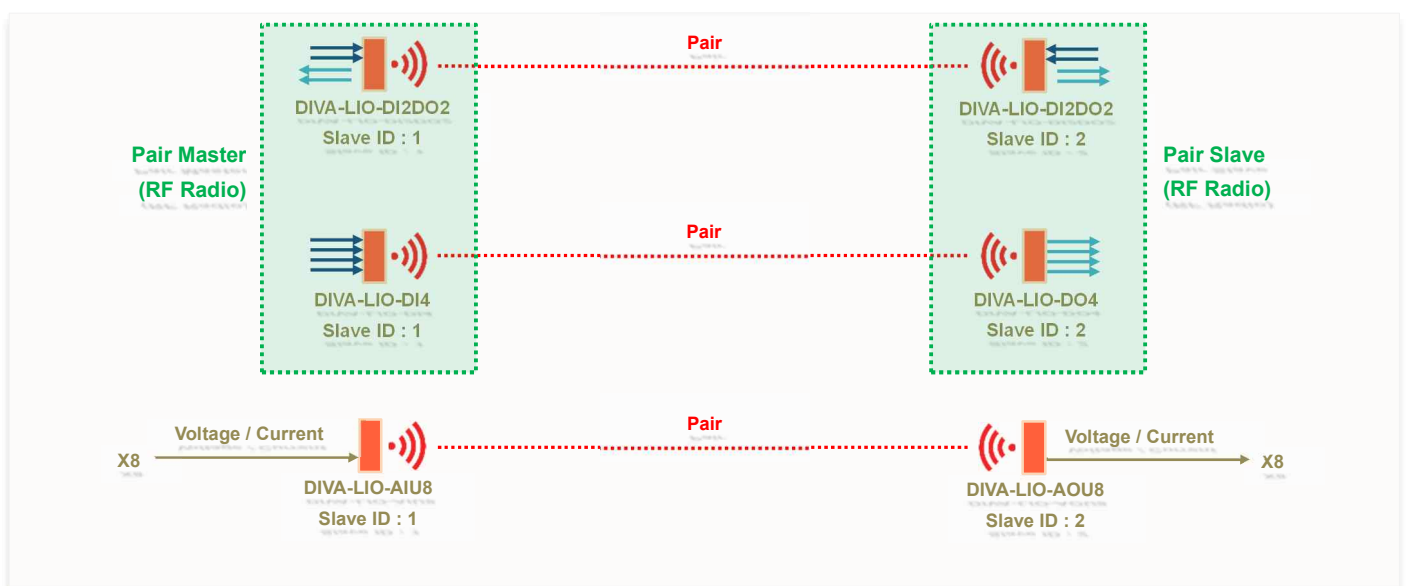 Pair
DIVA-LIO-DI2DO2
Slave ID : 1
DIVA-LIO-DI2DO2
Slave ID : 2
Pair Master
(RF Radio)
Pair Slave
(RF Radio)
Pair
DIVA-LIO-DI4
Slave ID : 1
DIVA-LIO-DO4
Slave ID : 2
Pair
Voltage / Current
X8
DIVA-LIO-AIU8
Slave ID : 1
Voltage / Current
X8
DIVA-LIO-AOU8
Slave ID : 2